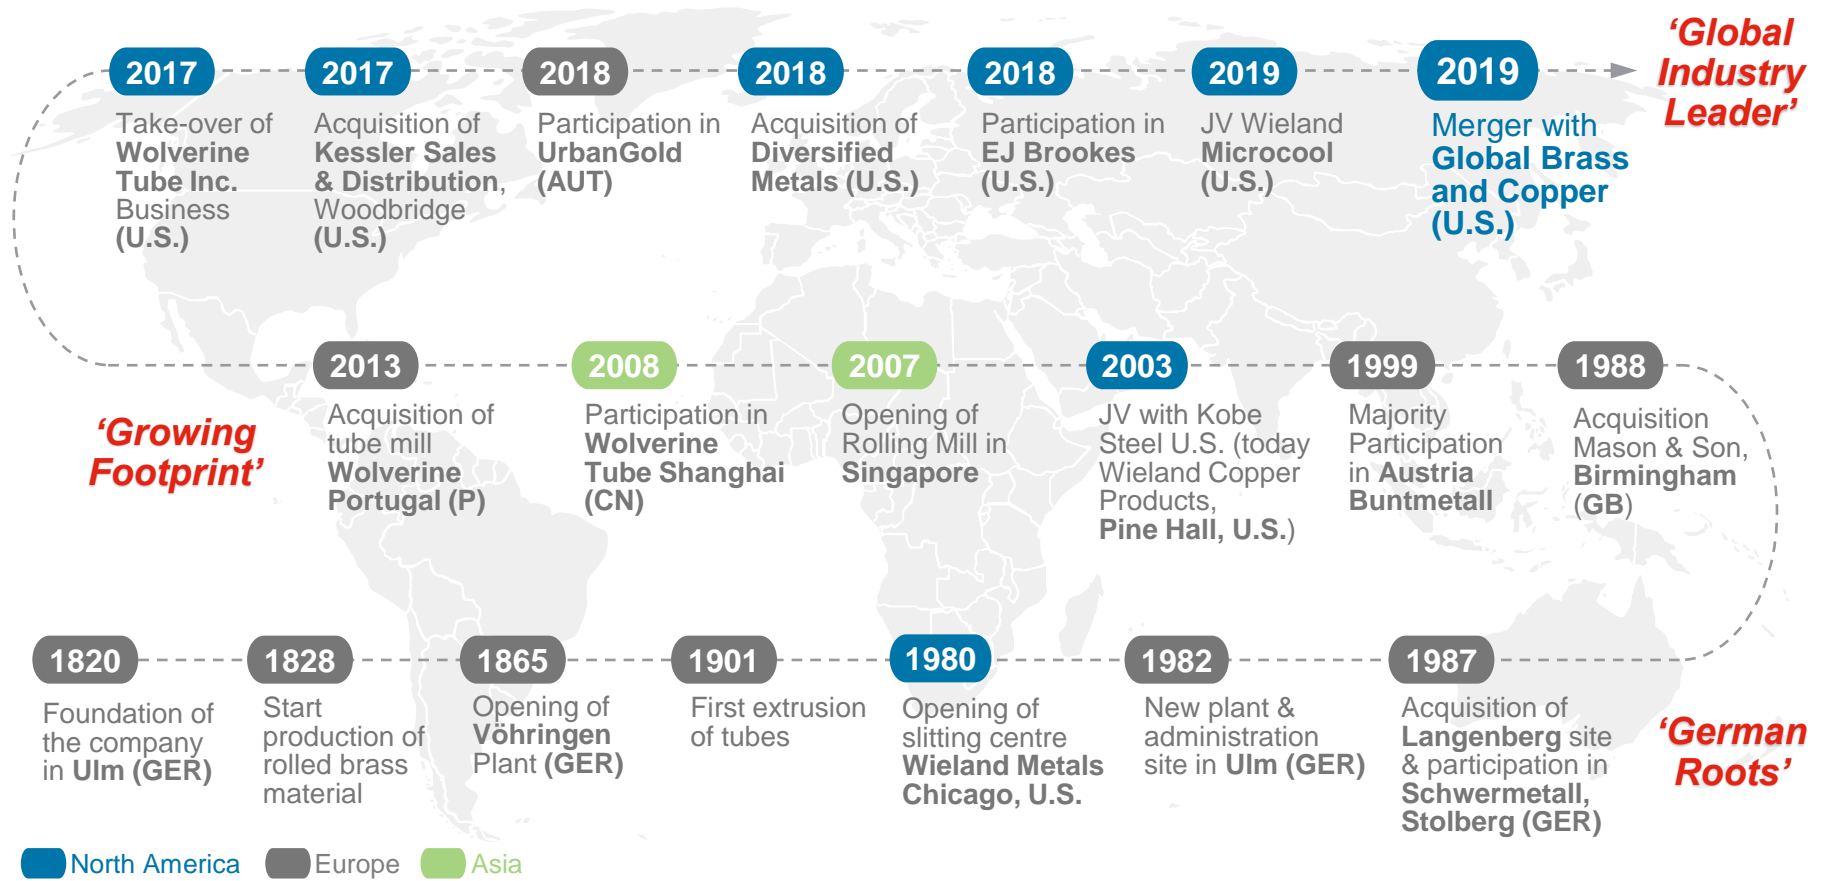 2017
Take-over of
Wolverine
Tube Inc.
Business
(U.S.)
2017
Acquisition of
Kessler Sales
& Distribution,
Woodbridge
(U.S.)
2018
Participation in
UrbanGold
(AUT)
2018
Acquisition of
Diversified
Metals (U.S.)
2018
Participation in
EJ Brookes
(U.S.)
2019
JV Wieland
Microcool
(U.S.)
2019
Merger with
Global Brass
and Copper
(U.S.)
‘Global
Industry
Leader’
‘Growing
Footprint’
2013
Acquisition of
tube mill
Wolverine
Portugal (P)
2008
Participation in
Wolverine
Tube Shanghai
(CN)
2007
Opening of
Rolling Mill in
Singapore
2003
JV with Kobe
Steel U.S. (today
Wieland Copper
Products,
Pine Hall, U.S.)
1999
Majority
Participation
in Austria
Buntmetall
1988
Acquisition
Mason & Son,
Birmingham
(GB)
1820
Foundation of
the company
in Ulm (GER)
1828
Start
production of
rolled brass
material
1865
Opening of
Vöhringen
Plant (GER)
1901
First extrusion
of tubes
1980
Opening of
slitting centre
Wieland Metals
Chicago, U.S.
1982
New plant &
administration
site in Ulm (GER)
1987
Acquisition of
Langenberg site
& participation in
Schwermetall,
Stolberg (GER)
‘German
Roots’
North America
Europe
Asia